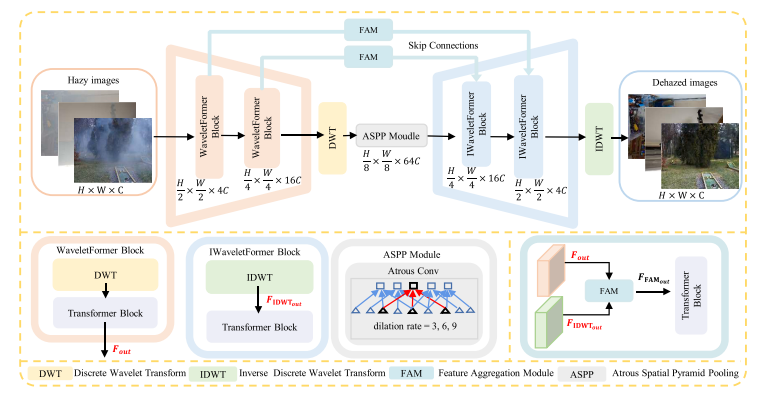 FAM
FAM
Skip Connections
Hazy images
Dehazed images
WaveletFormer
Block
WaveletFormer
Block
DWT
ASPP Moudle
IWaveletFormer
Block
IWaveletFormer
Block
IDWT
H × W × C
H/2 × W/2 × 4C
H/4 × W/4 × 16C
H/8 × W/8 × 64C
H/4 × W/4 × 16C
H/2 × W/2 × 4C
H × W × C
WaveletFormer Block
DWT
Transformer Block
F_out
IWaveletFormer Block
IDWT
F_IDWT_out
Transformer Block
ASPP Module
Atrous Conv
dilation rate = 3, 6, 9
F_out
FAM
F_FAM_out
Transformer
Block
F_IDWT_out
DWT Discrete Wavelet Transform IDWT Inverse Discrete Wavelet Transform FAM Feature Aggregation Module ASPP Atrous Spatial Pyramid Pooling